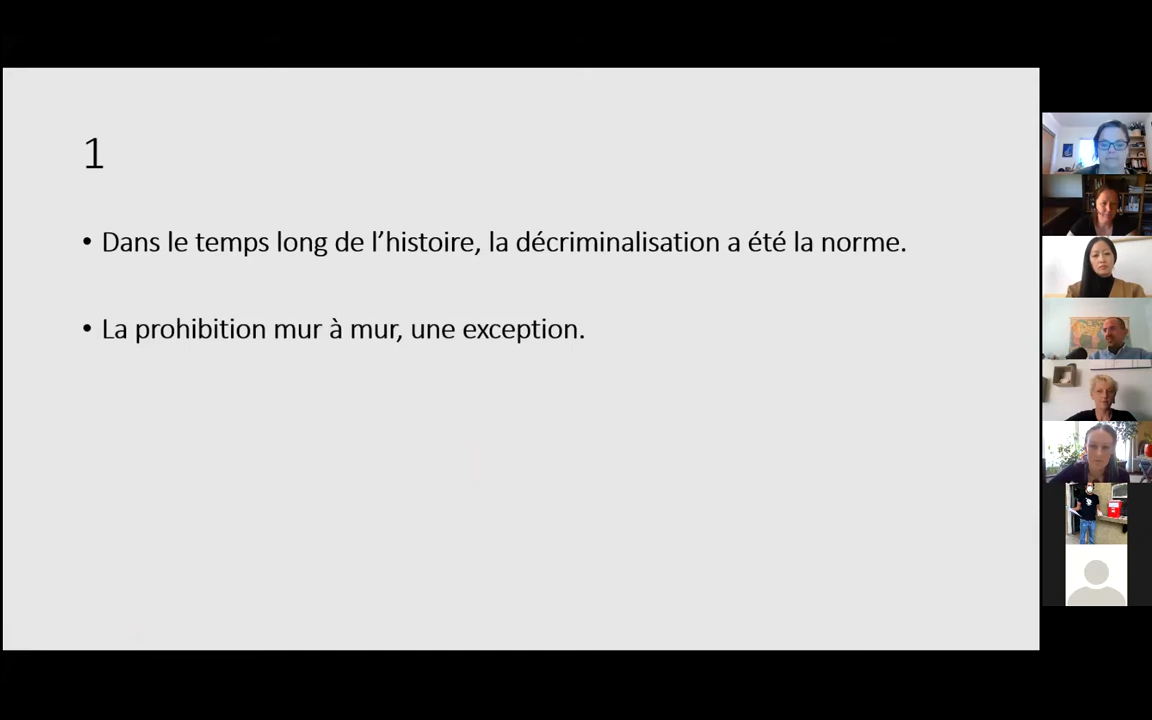 1
• Dans le temps long de l’histoire, la décriminalisation a été la norme.
• La prohibition mur à mur, une exception.